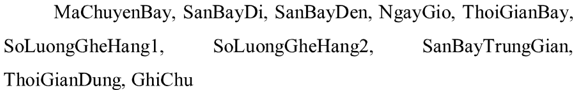 MaChuyenBay, SanBayDi, SanBayDen, NgayGio, ThoiGianBay,
SoLuongGheHang1, SoLuongGheHang2, SanBayTrungGian,
ThoiGianDung, GhiChu